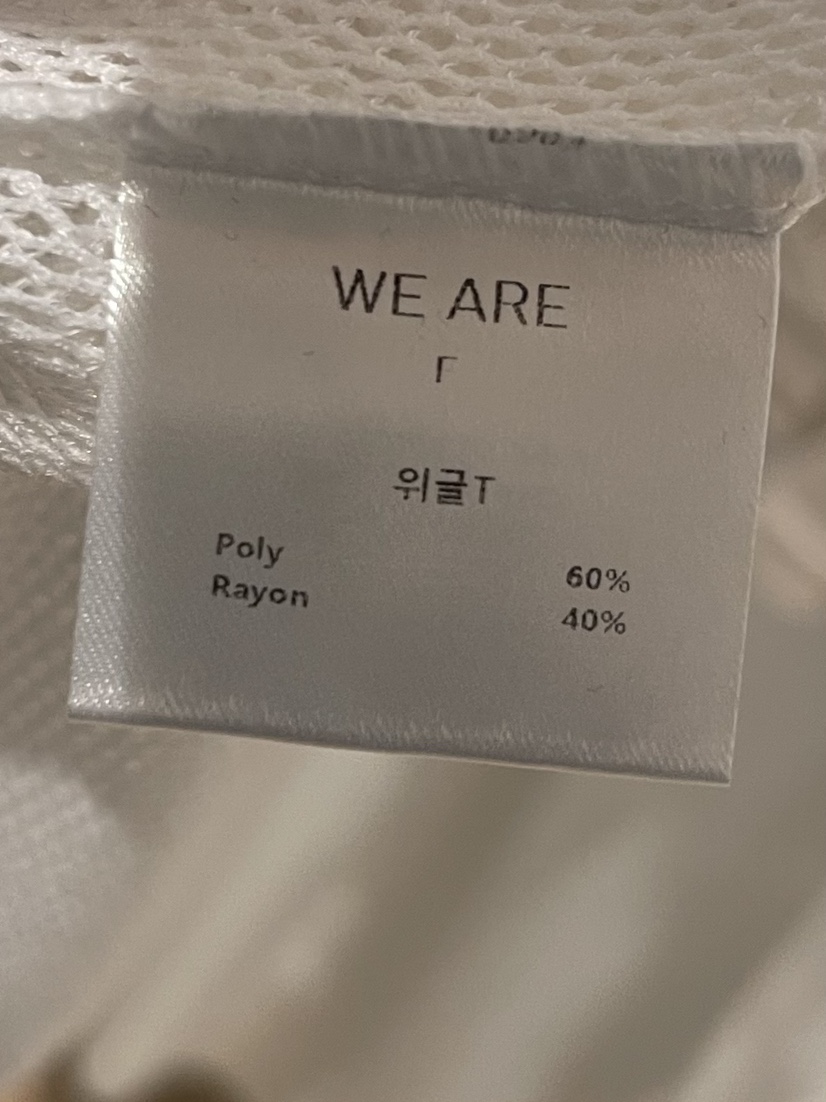 WE ARE
F
위글T
Poly 60%
Rayon 40%